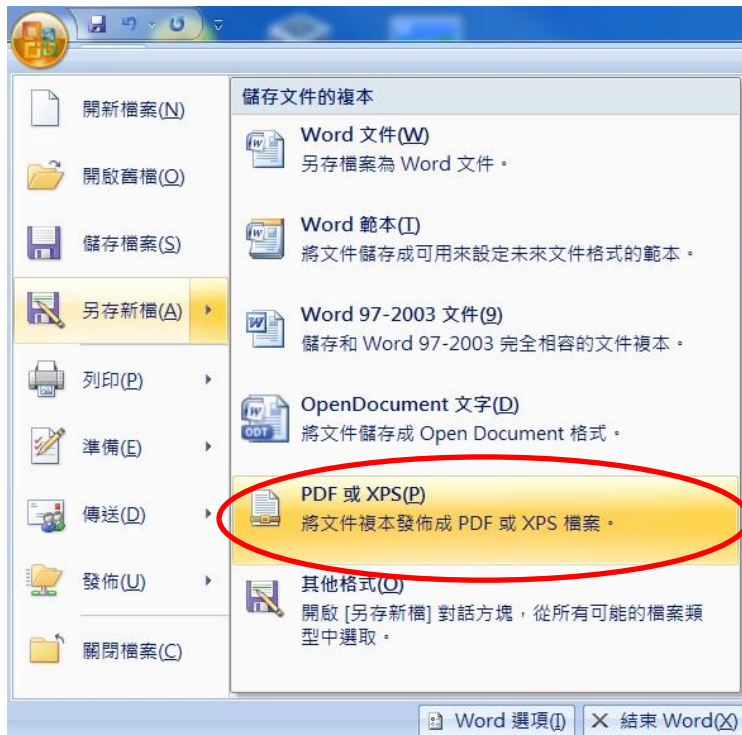 開新檔案(N)
開啟舊檔(O)
儲存檔案(S)
另存新檔(A)
列印(P)
準備(E)
傳送(D)
發佈(U)
關閉檔案(C)
儲存文件的複本
Word 文件(W)
另存檔案為 Word 文件。
Word 範本(T)
將文件儲存成可用來設定未來文件格式的範本。
Word 97-2003 文件(9)
儲存和 Word 97-2003 完全相容的文件複本。
OpenDocument 文字(D)
ODT
將文件儲存成 Open Document 格式。
PDF 或 XPS(P)
將文件複本發佈成 PDF 或 XPS 檔案。
其他格式(O)
開啟 [另存新檔] 對話方塊，從所有可能的檔案類
型中選取。
Word 選項(I)
結束 Word(X)